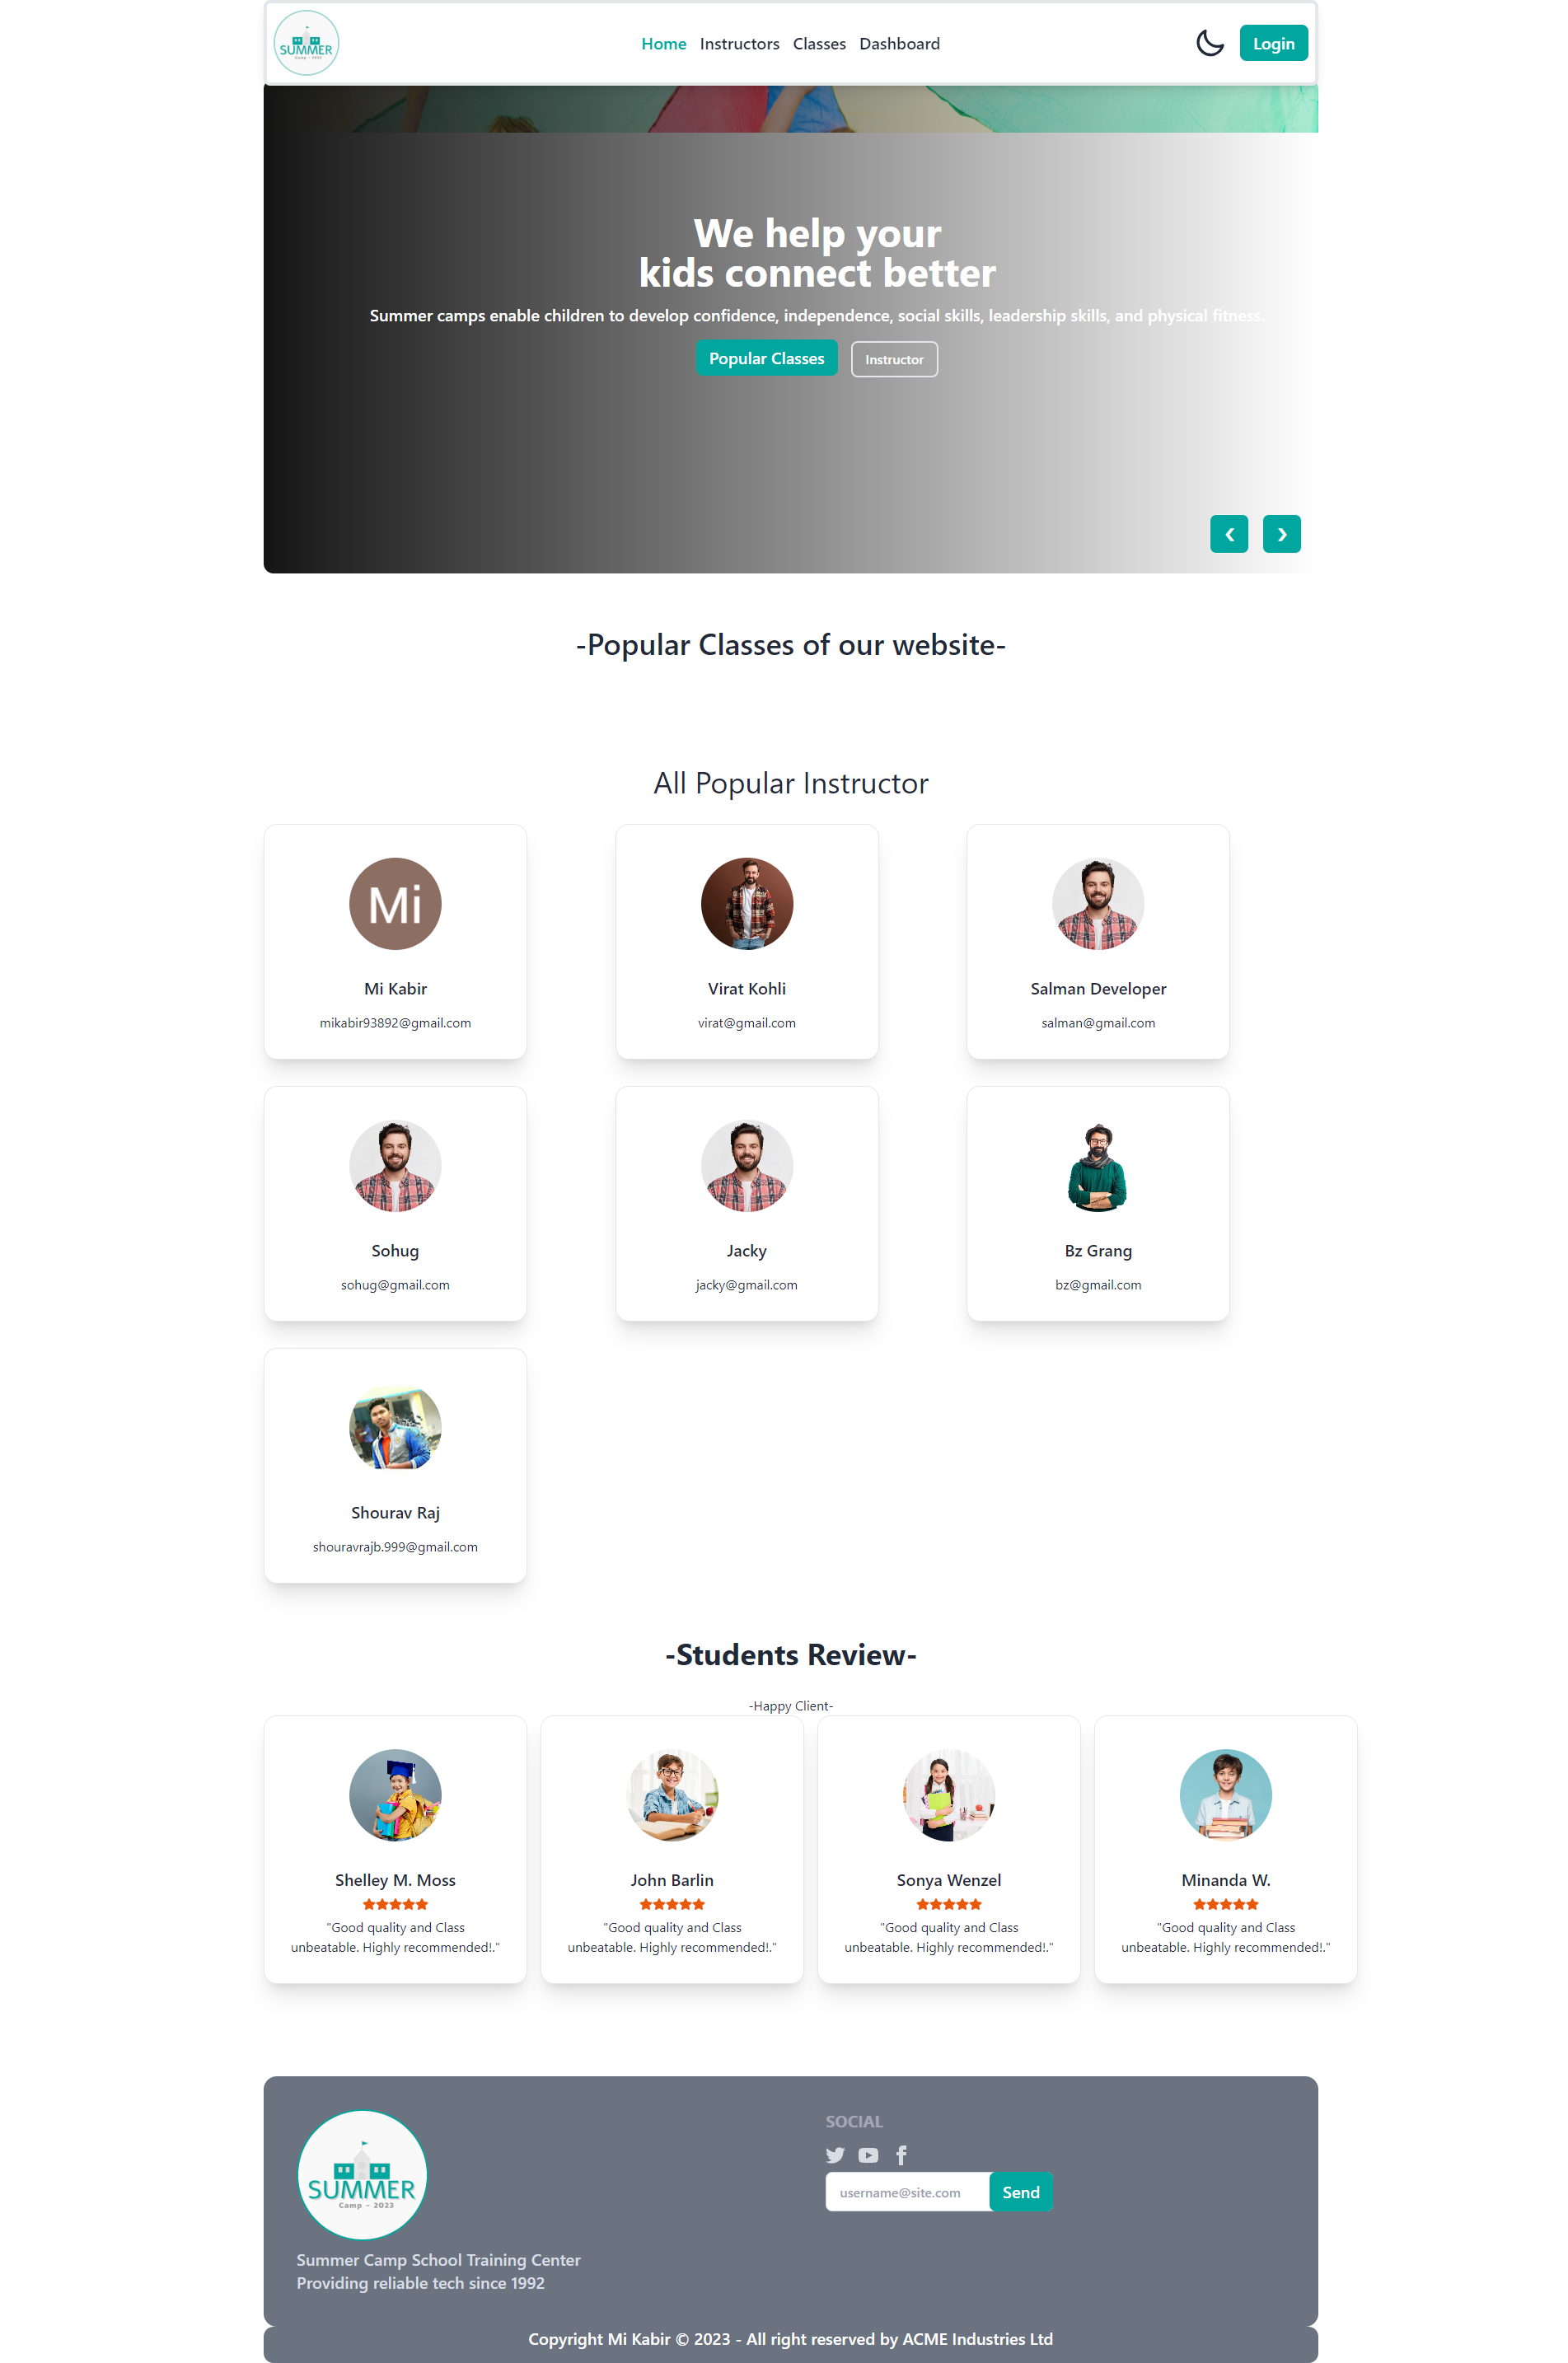 SUMMER
Camp - 2023
Home Instructors Classes Dashboard
Login
We help your
kids connect better
Summer camps enable children to develop confidence, independence, social skills, leadership skills, and physical fitness.
Popular Classes
Instructor
-Popular Classes of our website-
All Popular Instructor
Mi
Mi Kabir
mikabir93892@gmail.com
Virat Kohli
virat@gmail.com
Salman Developer
salman@gmail.com
Sohug
sohug@gmail.com
Jacky
jacky@gmail.com
Bz Grang
bz@gmail.com
Shourav Raj
shouravrajb.999@gmail.com
-Students Review-
-Happy Client-
Shelley M. Moss
"Good quality and Class
unbeatable. Highly recommended!."
John Barlin
"Good quality and Class
unbeatable. Highly recommended!."
Sonya Wenzel
"Good quality and Class
unbeatable. Highly recommended!."
Minanda W.
"Good quality and Class
unbeatable. Highly recommended!."
SUMMER
Camp - 2023
Summer Camp School Training Center
Providing reliable tech since 1992
SOCIAL
username@site.com
Send
Copyright Mi Kabir © 2023 - All right reserved by ACME Industries Ltd